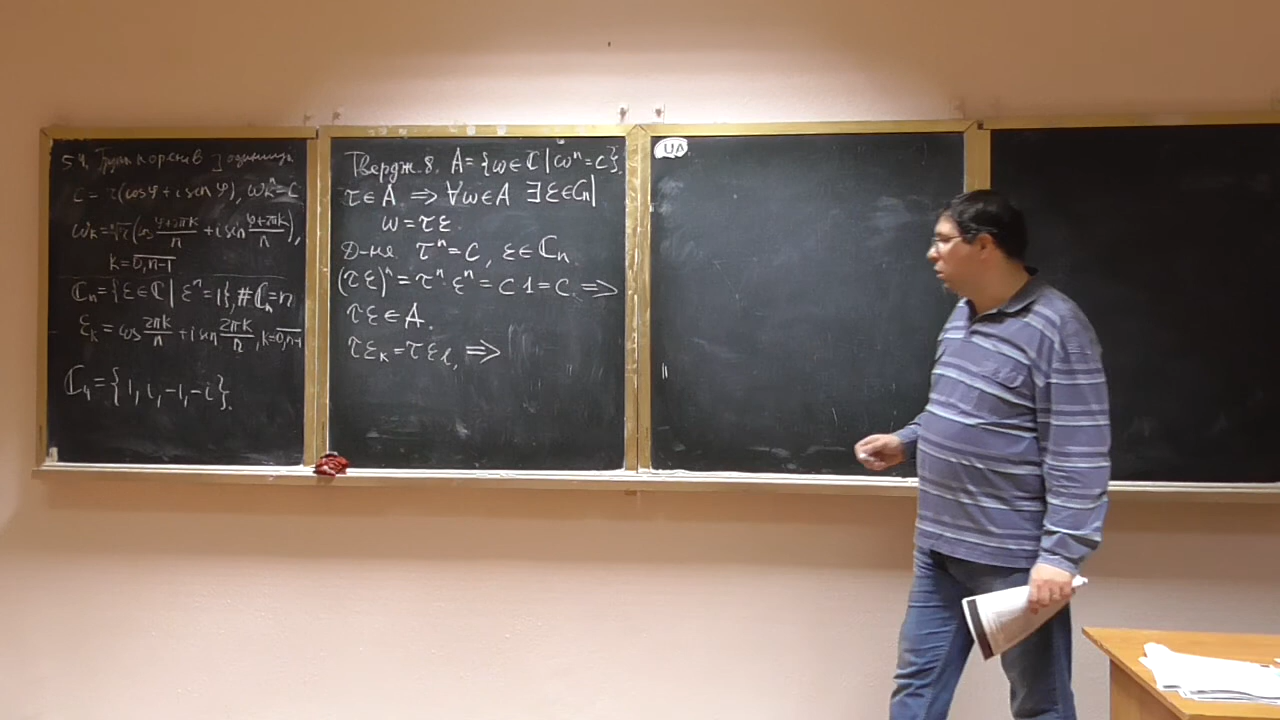 5.4. Група коренів з одиниці
c = r(cos φ + i sin φ), ωₖⁿ = c
ωₖ = ⁿ√r (cos (φ+2πk)/n + i sin (φ+2πk)/n),
k = 0,n-1
ℂₙ = {ε ∈ ℂ | εⁿ = 1}, #ℂₙ = n
εₖ = cos 2πk/n + i sin 2πk/n, k = 0,n-1
ℂ₄ = {1, i, -1, -i}.
Твердж. 8. A = {ω ∈ ℂ | ωⁿ = c},
τ ∈ A ⇒ ∀ω ∈ A ∃ ε ∈ ℂₙ |
ω = τε.
Д-ня. τⁿ = c, ε ∈ ℂₙ
(τε)ⁿ = τⁿ · εⁿ = c·1 = c. ⇒
τε ∈ A.
τεₖ = τεₗ, ⇒
UA